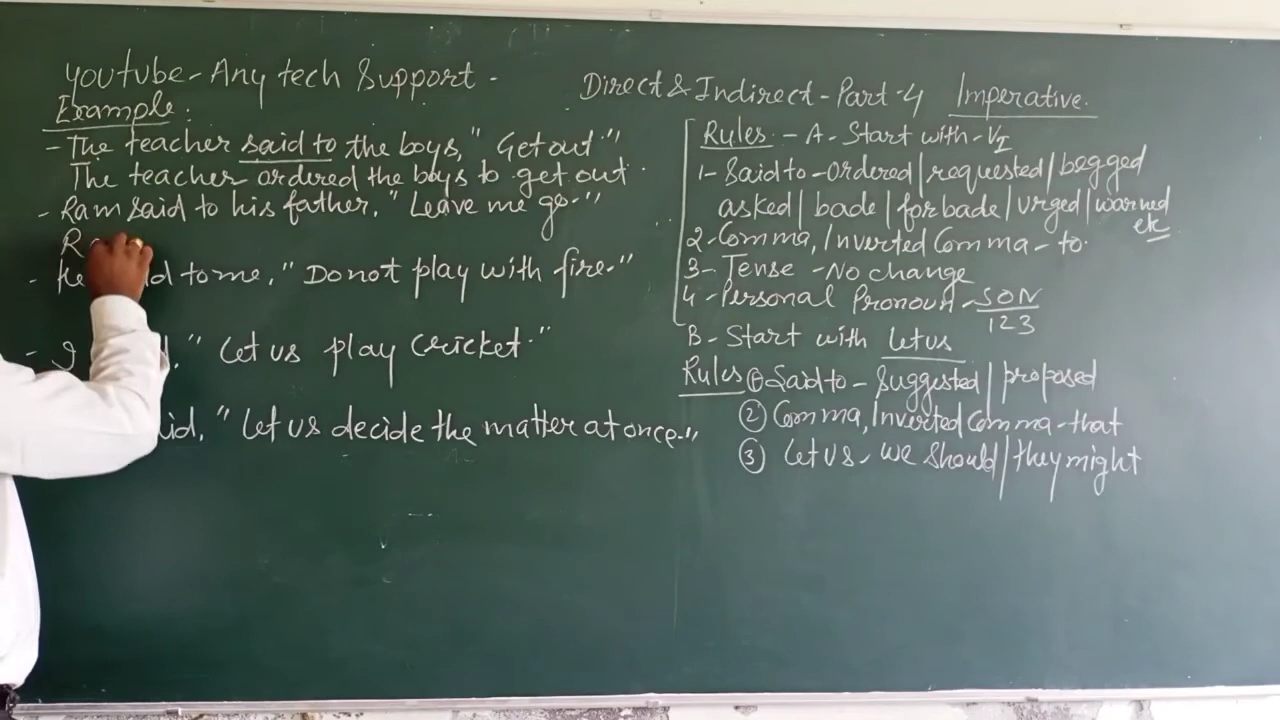 Youtube - Any tech Support -
Example:
- The teacher said to the boys, "Get out."
The teacher ordered the boys to get out.
- Ram said to his father, "Leave me go."
R
- to me, "Do not play with fire."
- "Let us play cricket."
"Let us decide the matter at once."
Direct & Indirect - Part-4 Imperative.
Rules - A - Start with - V1
1- Said to - Ordered | requested | begged
asked | bade | forbade | urged | warned
etc
2- Comma, Inverted Comma - to.
3- Tense - No change
4- Personal Pronoun - SON
123
B- Start with let us
Rules ① Said to - Suggested | proposed
② Comma, Inverted Comma - that
③ Let us - we should | they might